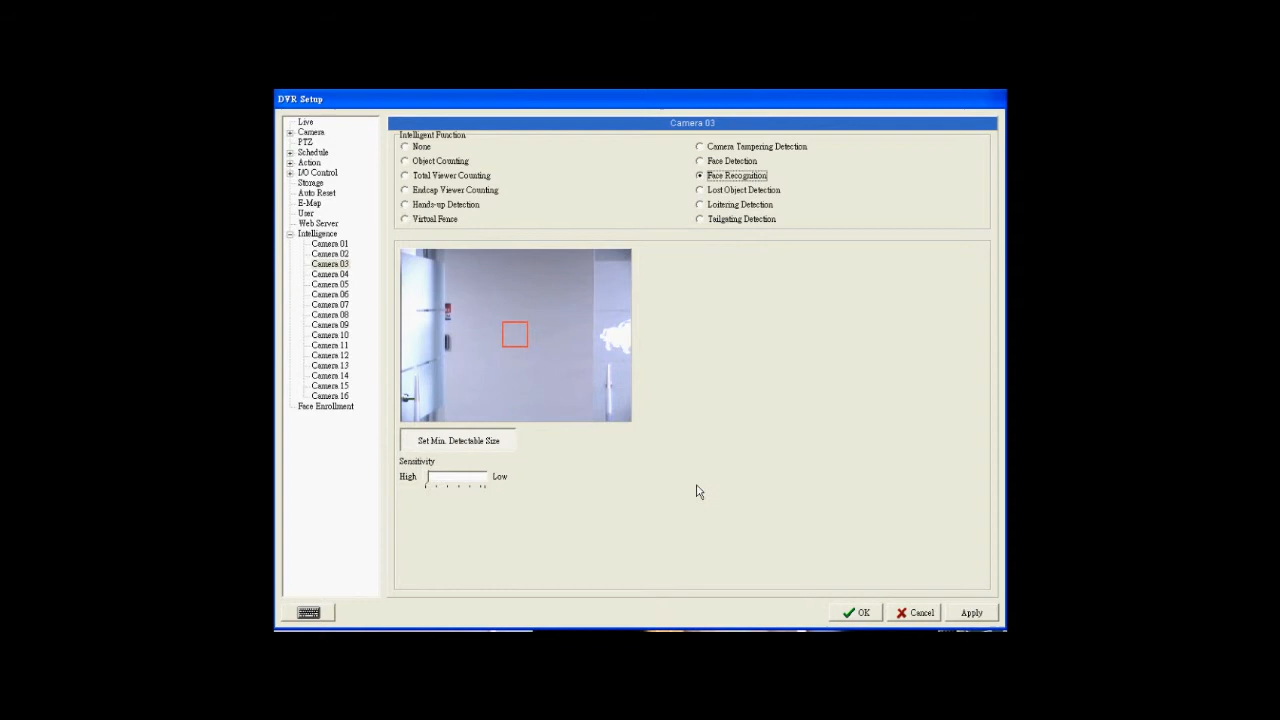 DVR Setup
Live
Camera
PTZ
Schedule
Action
I/O Control
Storage
Auto Reset
E-Map
User
Web Server
Intelligence
Camera 01
Camera 02
Camera 03
Camera 04
Camera 05
Camera 06
Camera 07
Camera 08
Camera 09
Camera 10
Camera 11
Camera 12
Camera 13
Camera 14
Camera 15
Camera 16
Face Enrollment
Camera 03
Intelligent Function
None
Object Counting
Total Viewer Counting
Endcap Viewer Counting
Hands-up Detection
Virtual Fence
Camera Tampering Detection
Face Detection
Face Recognition
Lost Object Detection
Loitering Detection
Tailgating Detection
Set Min. Detectable Size
Sensitivity
High Low
OK Cancel Apply